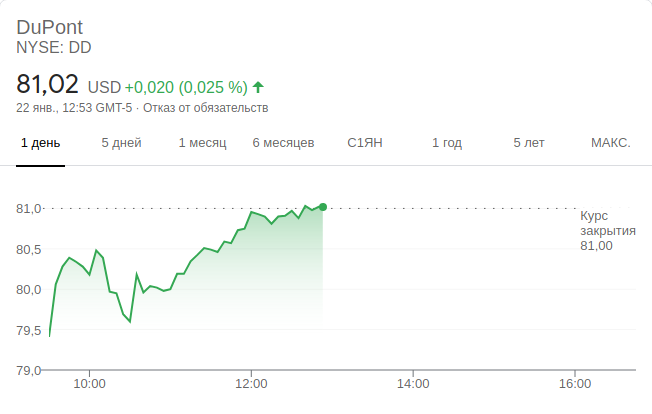 DuPont
NYSE: DD
81,02 USD +0,020 (0,025 %)
22 янв., 12:53 GMT-5 · Отказ от обязательств
1 день 5 дней 1 месяц 6 месяцев С1ЯН 1 год 5 лет МАКС.
81,0
Курс
закрытия
81,00
80,5
80,0
79,5
79,0
10:00 12:00 14:00 16:00